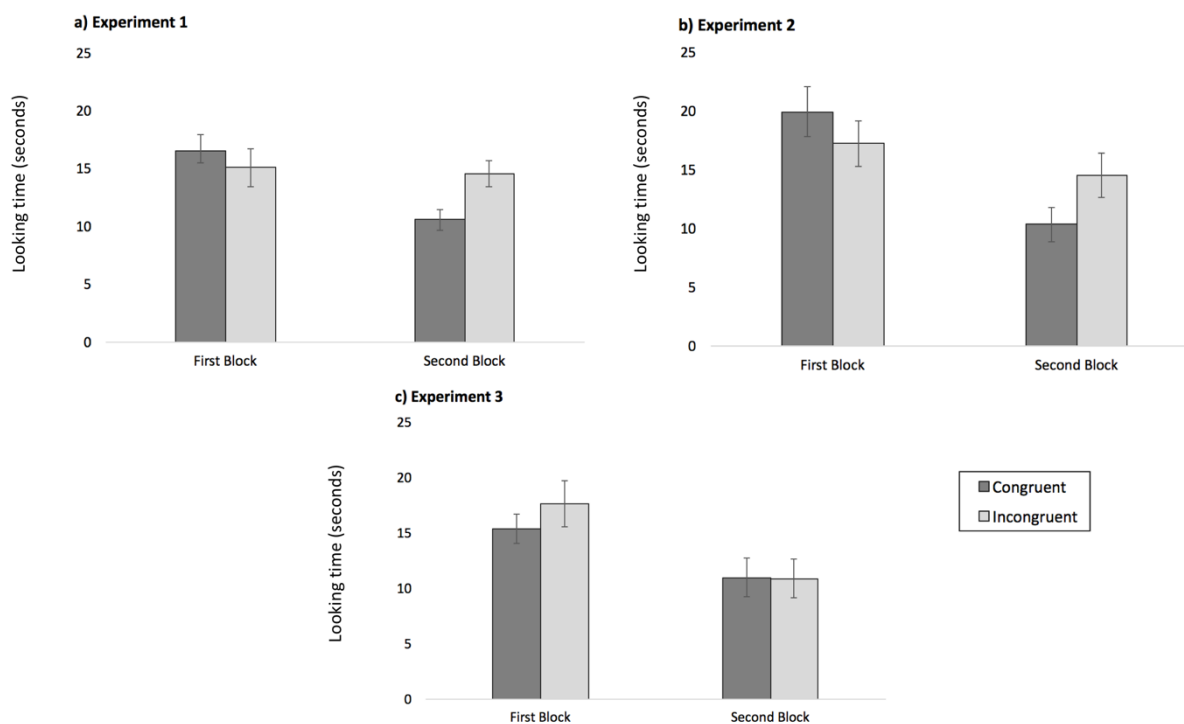 a) Experiment 1
Looking time (seconds)
25
20
15
10
5
0
First Block Second Block
b) Experiment 2
Looking time (seconds)
25
20
15
10
5
0
First Block Second Block
c) Experiment 3
Looking time (seconds)
25
20
15
10
5
0
First Block Second Block
Congruent
Incongruent